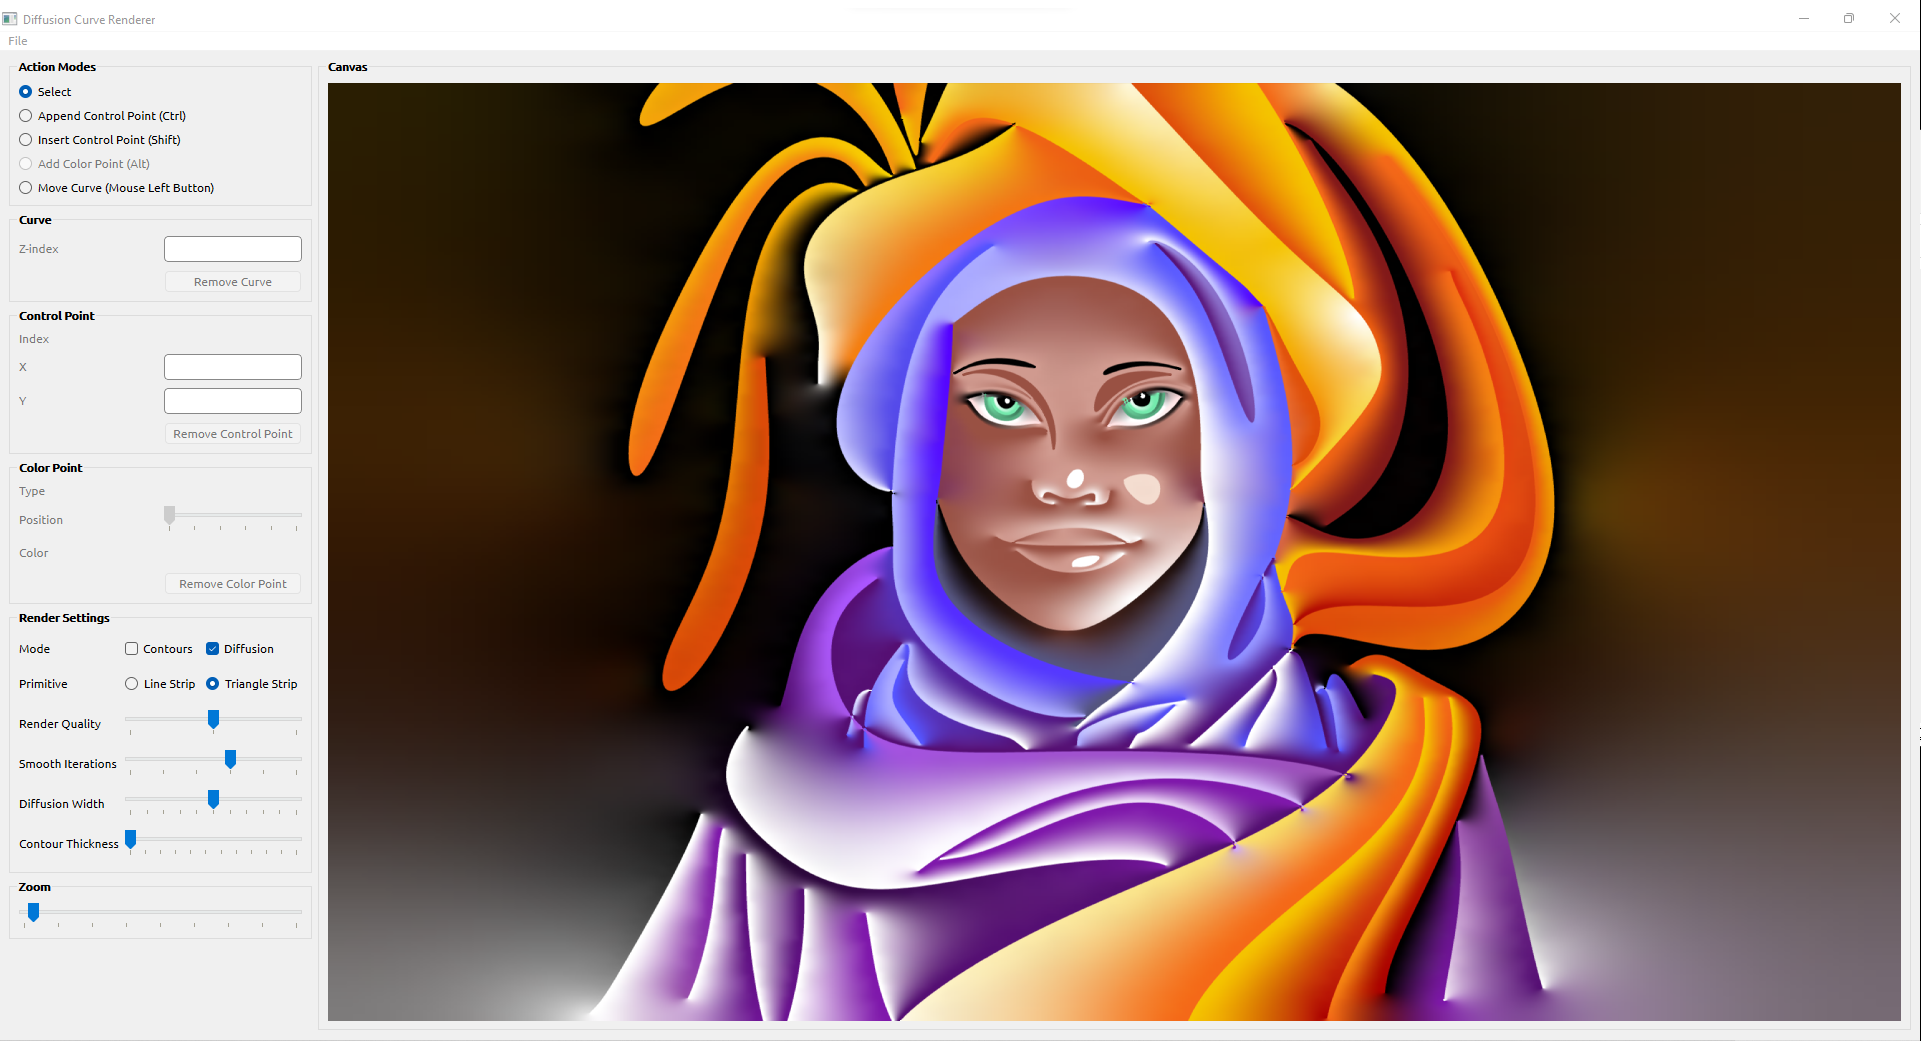 Diffusion Curve Renderer
File
Action Modes
Select
Append Control Point (Ctrl)
Insert Control Point (Shift)
Add Color Point (Alt)
Move Curve (Mouse Left Button)
Curve
Z-index
Remove Curve
Control Point
Index
X
Y
Remove Control Point
Color Point
Type
Position
Color
Remove Color Point
Render Settings
Mode Contours Diffusion
Primitive Line Strip Triangle Strip
Render Quality
Smooth Iterations
Diffusion Width
Contour Thickness
Zoom
Canvas